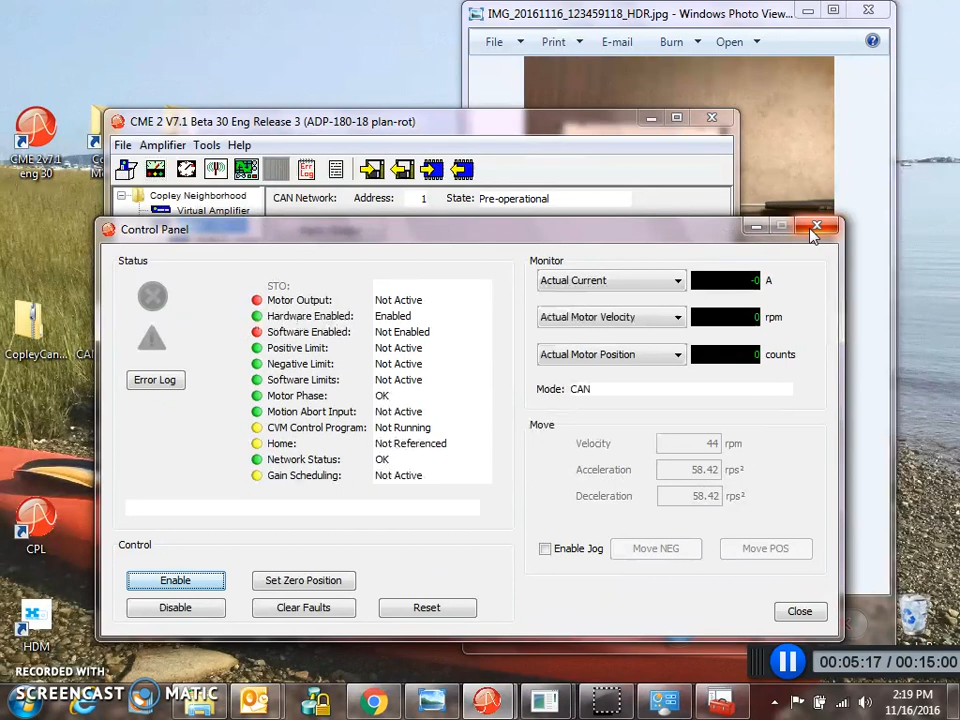 IMG_20161116_123459118_HDR.jpg - Windows Photo View...
File Print E-mail Burn Open
CME 2 V7.1 Beta 30 Eng Release 3 (ADP-180-18 plan-rot)
File Amplifier Tools Help
Err
Log
Copley Neighborhood
Virtual Amplifier
CAN Network: Address: 1 State: Pre-operational
CME 2v7.1
eng 30
Control Panel
Status
STO:
Motor Output: Not Active
Hardware Enabled: Enabled
Software Enabled: Not Enabled
Positive Limit: Not Active
Negative Limit: Not Active
Software Limits: Not Active
Motor Phase: OK
Motion Abort Input: Not Active
CVM Control Program: Not Running
Home: Not Referenced
Network Status: OK
Gain Scheduling: Not Active
Error Log
Monitor
Actual Current -0 A
Actual Motor Velocity 0 rpm
Actual Motor Position 0 counts
Mode: CAN
Move
Velocity 44 rpm
Acceleration 58.42 rps²
Deceleration 58.42 rps²
Enable Jog Move NEG Move POS
Control
Enable Set Zero Position
Disable Clear Faults Reset
Close
CopleyCan...
CPL
HDM
RECORDED WITH
SCREENCAST MATIC
00:05:17 / 00:15:00
2:19 PM
11/16/2016